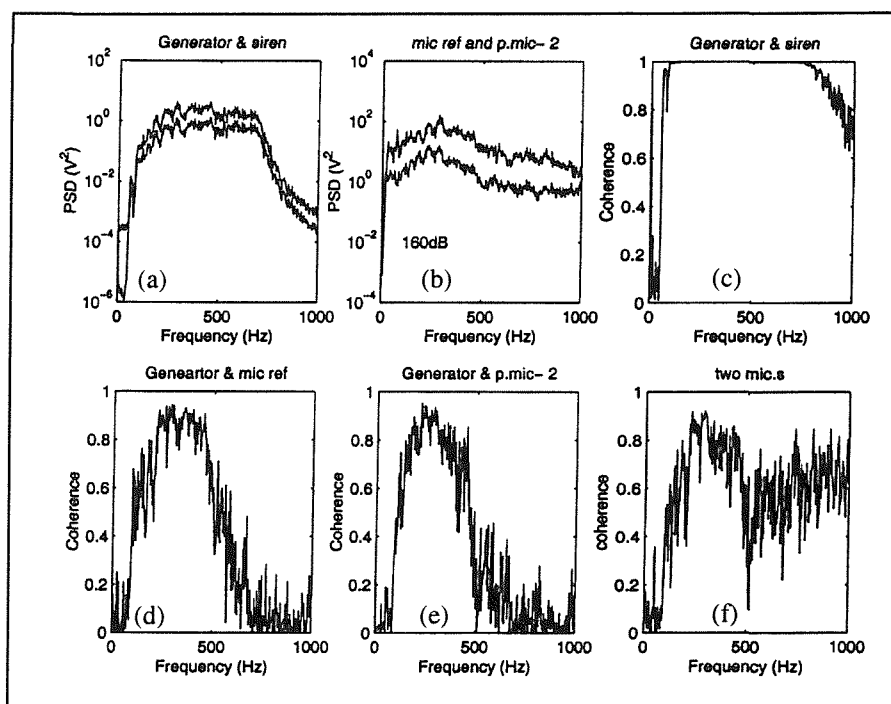 Generator & siren
10^2
10^0
10^-2
10^-4
10^-6
PSD (V^2)
(a)
0
500
1000
Frequency (Hz)
mic ref and p.mic- 2
10^4
10^2
10^0
10^-2
10^-4
PSD (V^2)
160dB
(b)
0
500
1000
Frequency (Hz)
Generator & siren
1
0.8
0.6
0.4
0.2
0
Coherence
(c)
0
500
1000
Frequency (Hz)
Geneartor & mic ref
1
0.8
0.6
0.4
0.2
0
Coherence
(d)
0
500
1000
Frequency (Hz)
Generator & p.mic- 2
1
0.8
0.6
0.4
0.2
0
Coherence
(e)
0
500
1000
Frequency (Hz)
two mic.s
1
0.8
0.6
0.4
0.2
0
coherence
(f)
0
500
1000
Frequency (Hz)